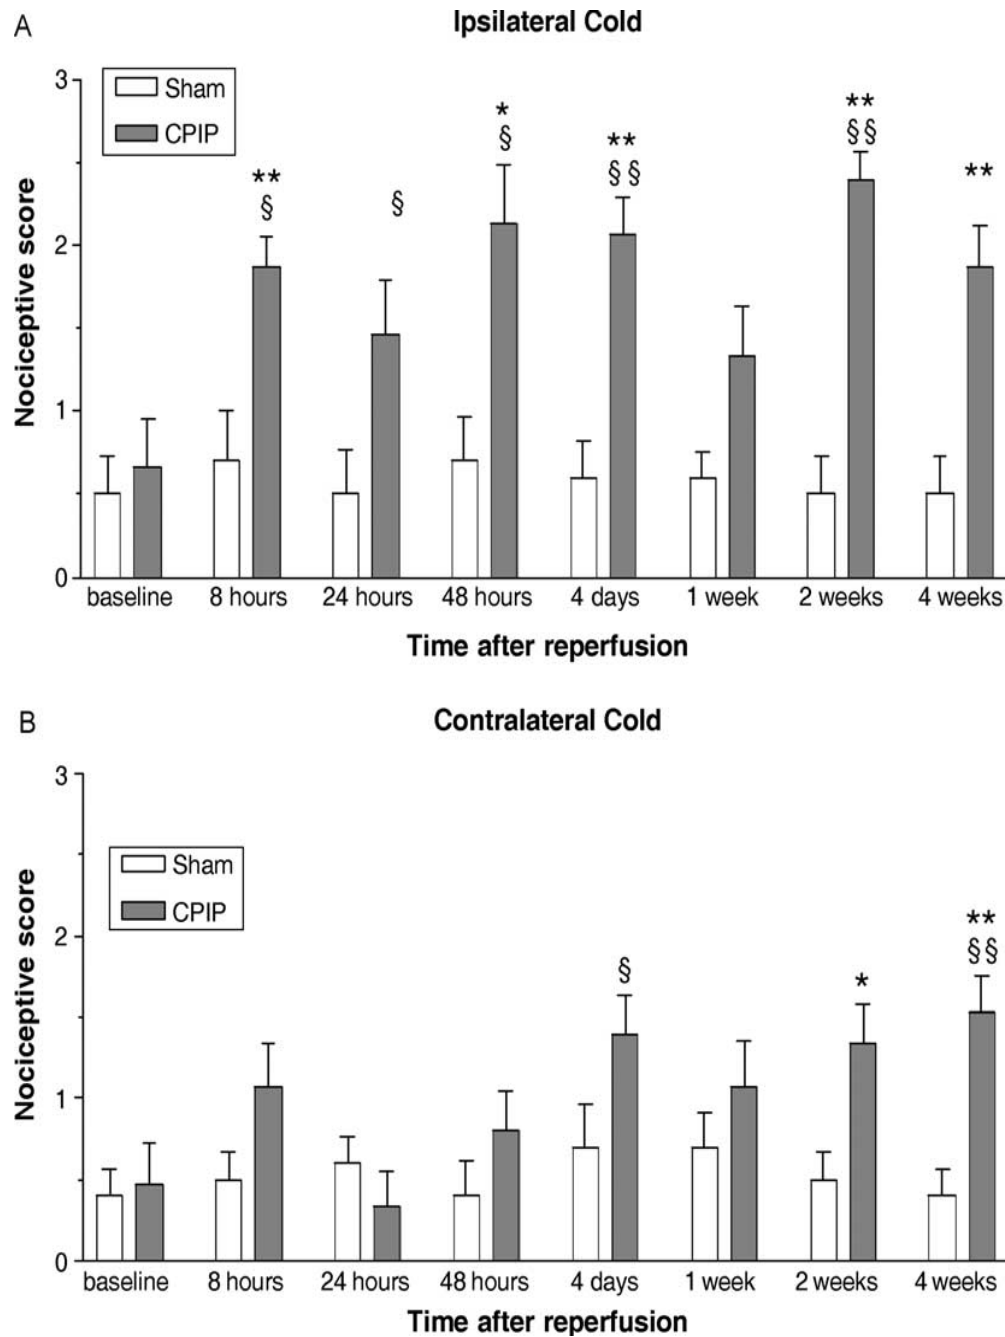 A
Ipsilateral Cold
3
2
1
0
Nociceptive score
Sham
CPIP
**
§
§
*
§
**
§§
**
§§
**
baseline 8 hours 24 hours 48 hours 4 days 1 week 2 weeks 4 weeks
Time after reperfusion
B
Contralateral Cold
3
2
1
0
Nociceptive score
Sham
CPIP
§
*
**
§§
baseline 8 hours 24 hours 48 hours 4 days 1 week 2 weeks 4 weeks
Time after reperfusion